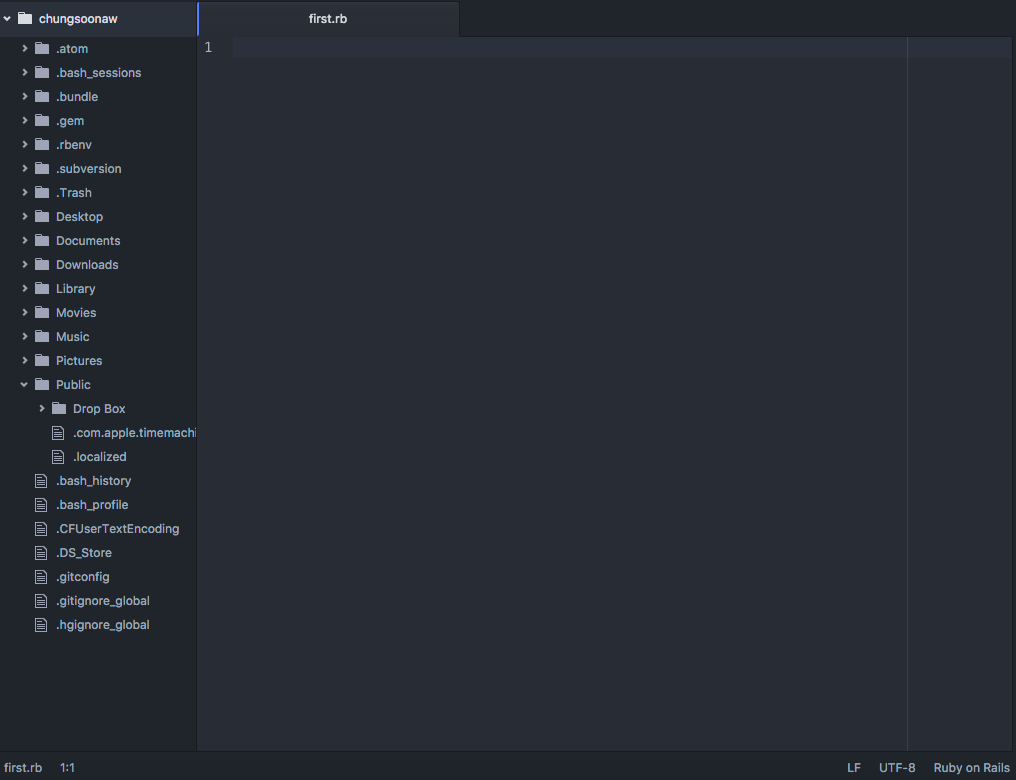 chungsoonaw
.atom
.bash_sessions
.bundle
.gem
.rbenv
.subversion
.Trash
Desktop
Documents
Downloads
Library
Movies
Music
Pictures
Public
Drop Box
.com.apple.timemachi
.localized
.bash_history
.bash_profile
.CFUserTextEncoding
.DS_Store
.gitconfig
.gitignore_global
.hgignore_global
first.rb
1
first.rb 1:1 LF UTF-8 Ruby on Rails